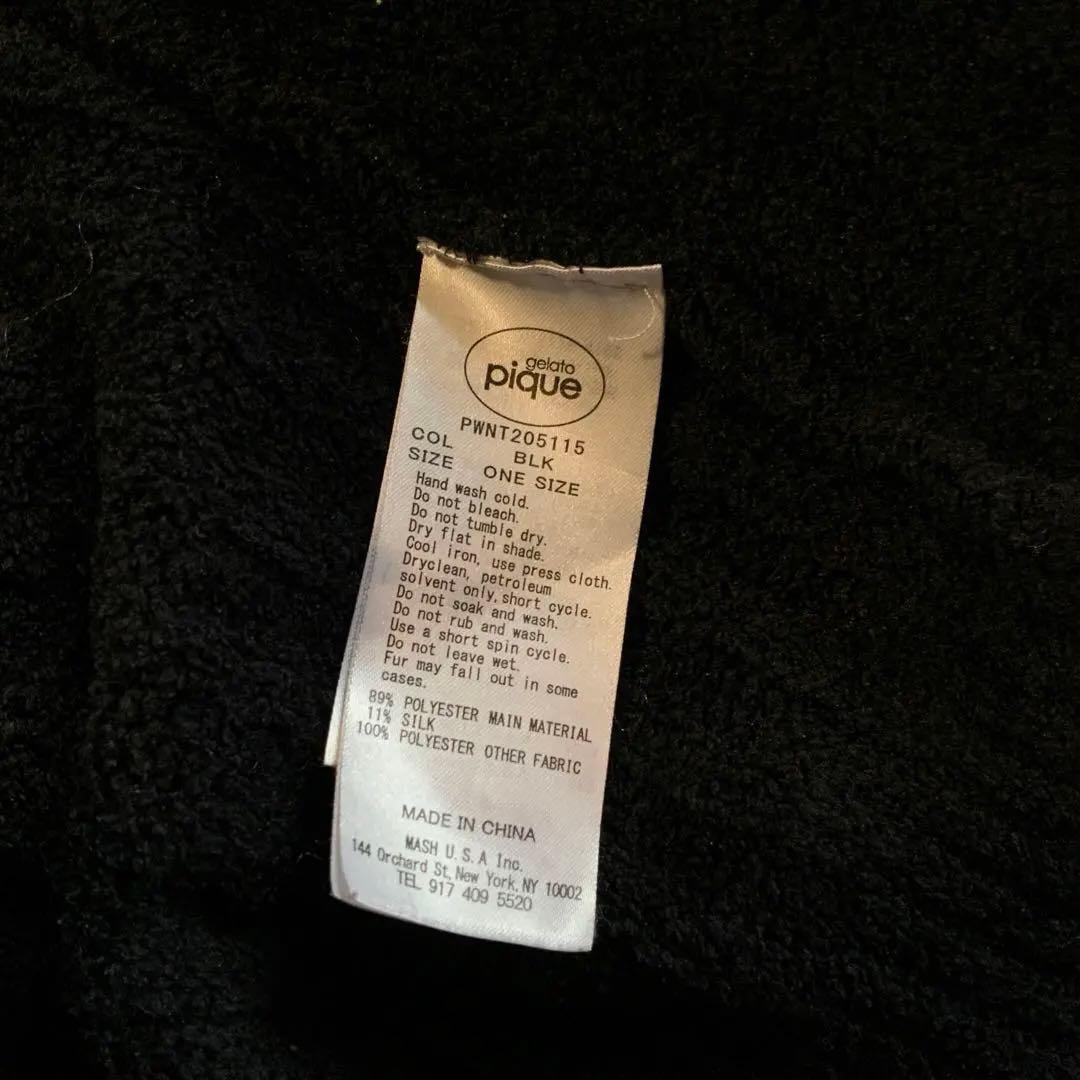 gelato
pique
PWNT205115
COL BLK
SIZE ONE SIZE
Hand wash cold.
Do not bleach.
Do not tumble dry.
Dry flat in shade.
Cool iron, use press cloth.
Dryclean, petroleum
solvent only, short cycle.
Do not soak and wash.
Do not rub and wash.
Use a short spin cycle.
Do not leave wet.
Fur may fall out in some
cases.
89% POLYESTER MAIN MATERIAL
11% SILK
100% POLYESTER OTHER FABRIC
MADE IN CHINA
MASH U.S.A Inc.
144 Orchard St, New York, NY 10002
TEL 917 409 5520